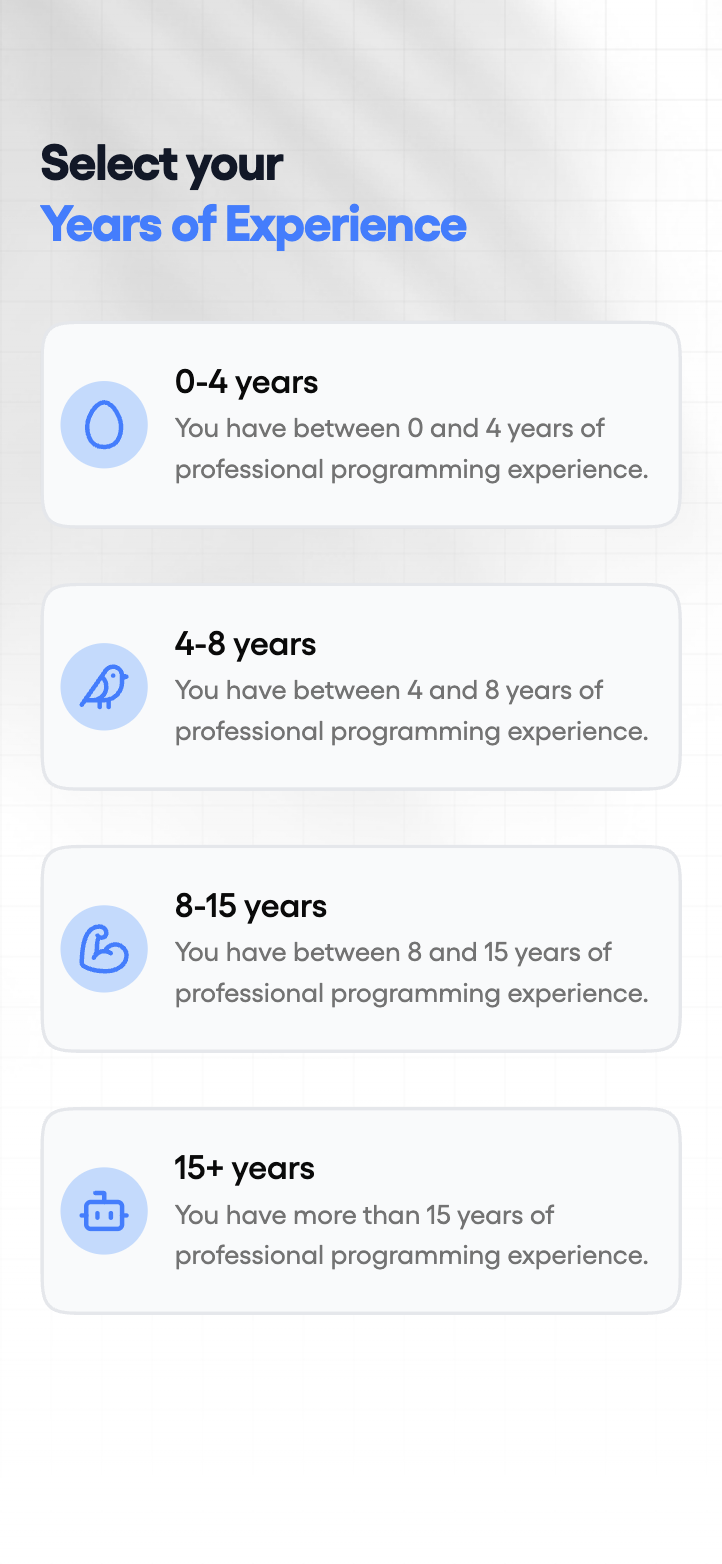 Select your
Years of Experience
0-4 years
You have between 0 and 4 years of
professional programming experience.
4-8 years
You have between 4 and 8 years of
professional programming experience.
8-15 years
You have between 8 and 15 years of
professional programming experience.
15+ years
You have more than 15 years of
professional programming experience.